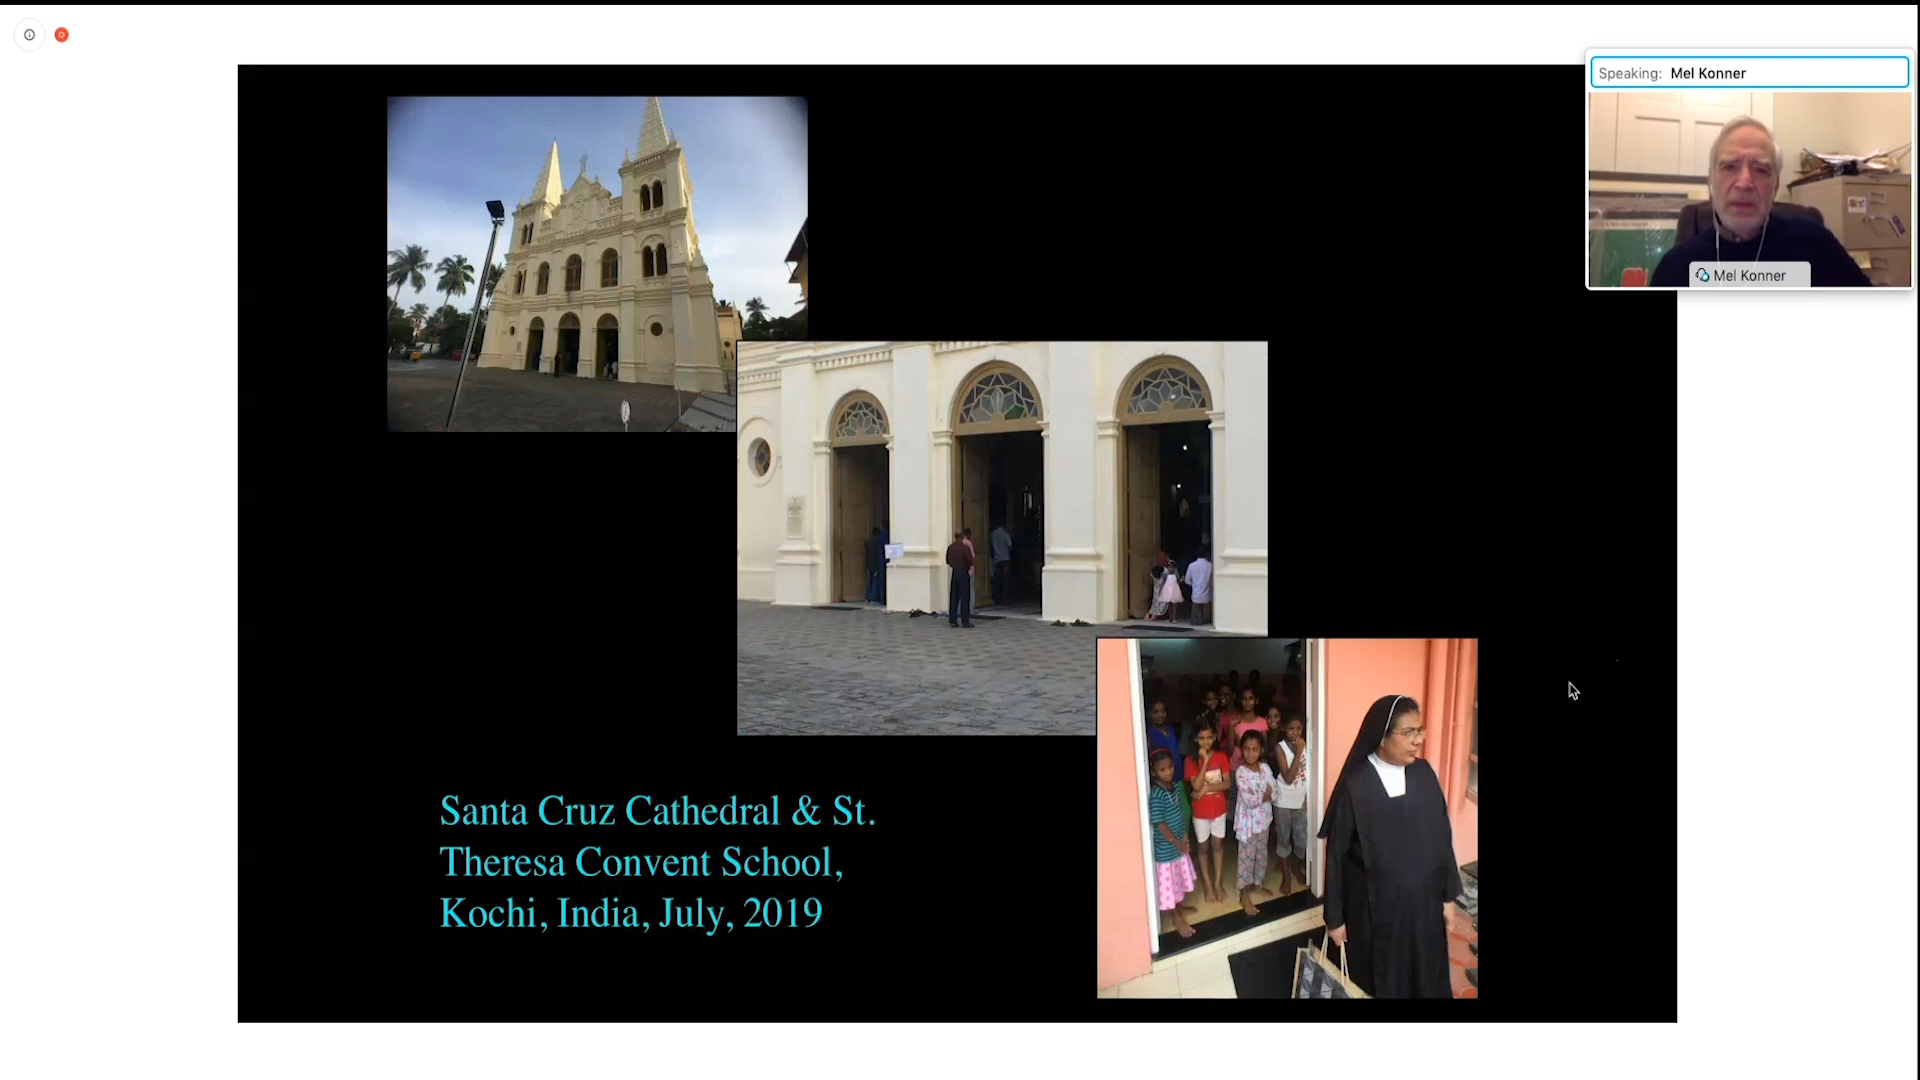 Speaking: Mel Konner
Mel Konner
Santa Cruz Cathedral & St.
Theresa Convent School,
Kochi, India, July, 2019